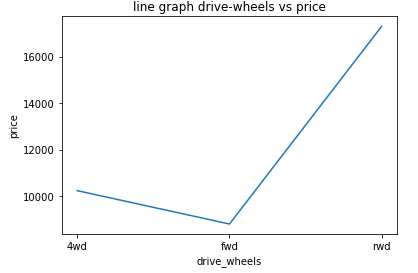 line graph drive-wheels vs price
16000
14000
12000
10000
price
4wd
fwd
rwd
drive_wheels